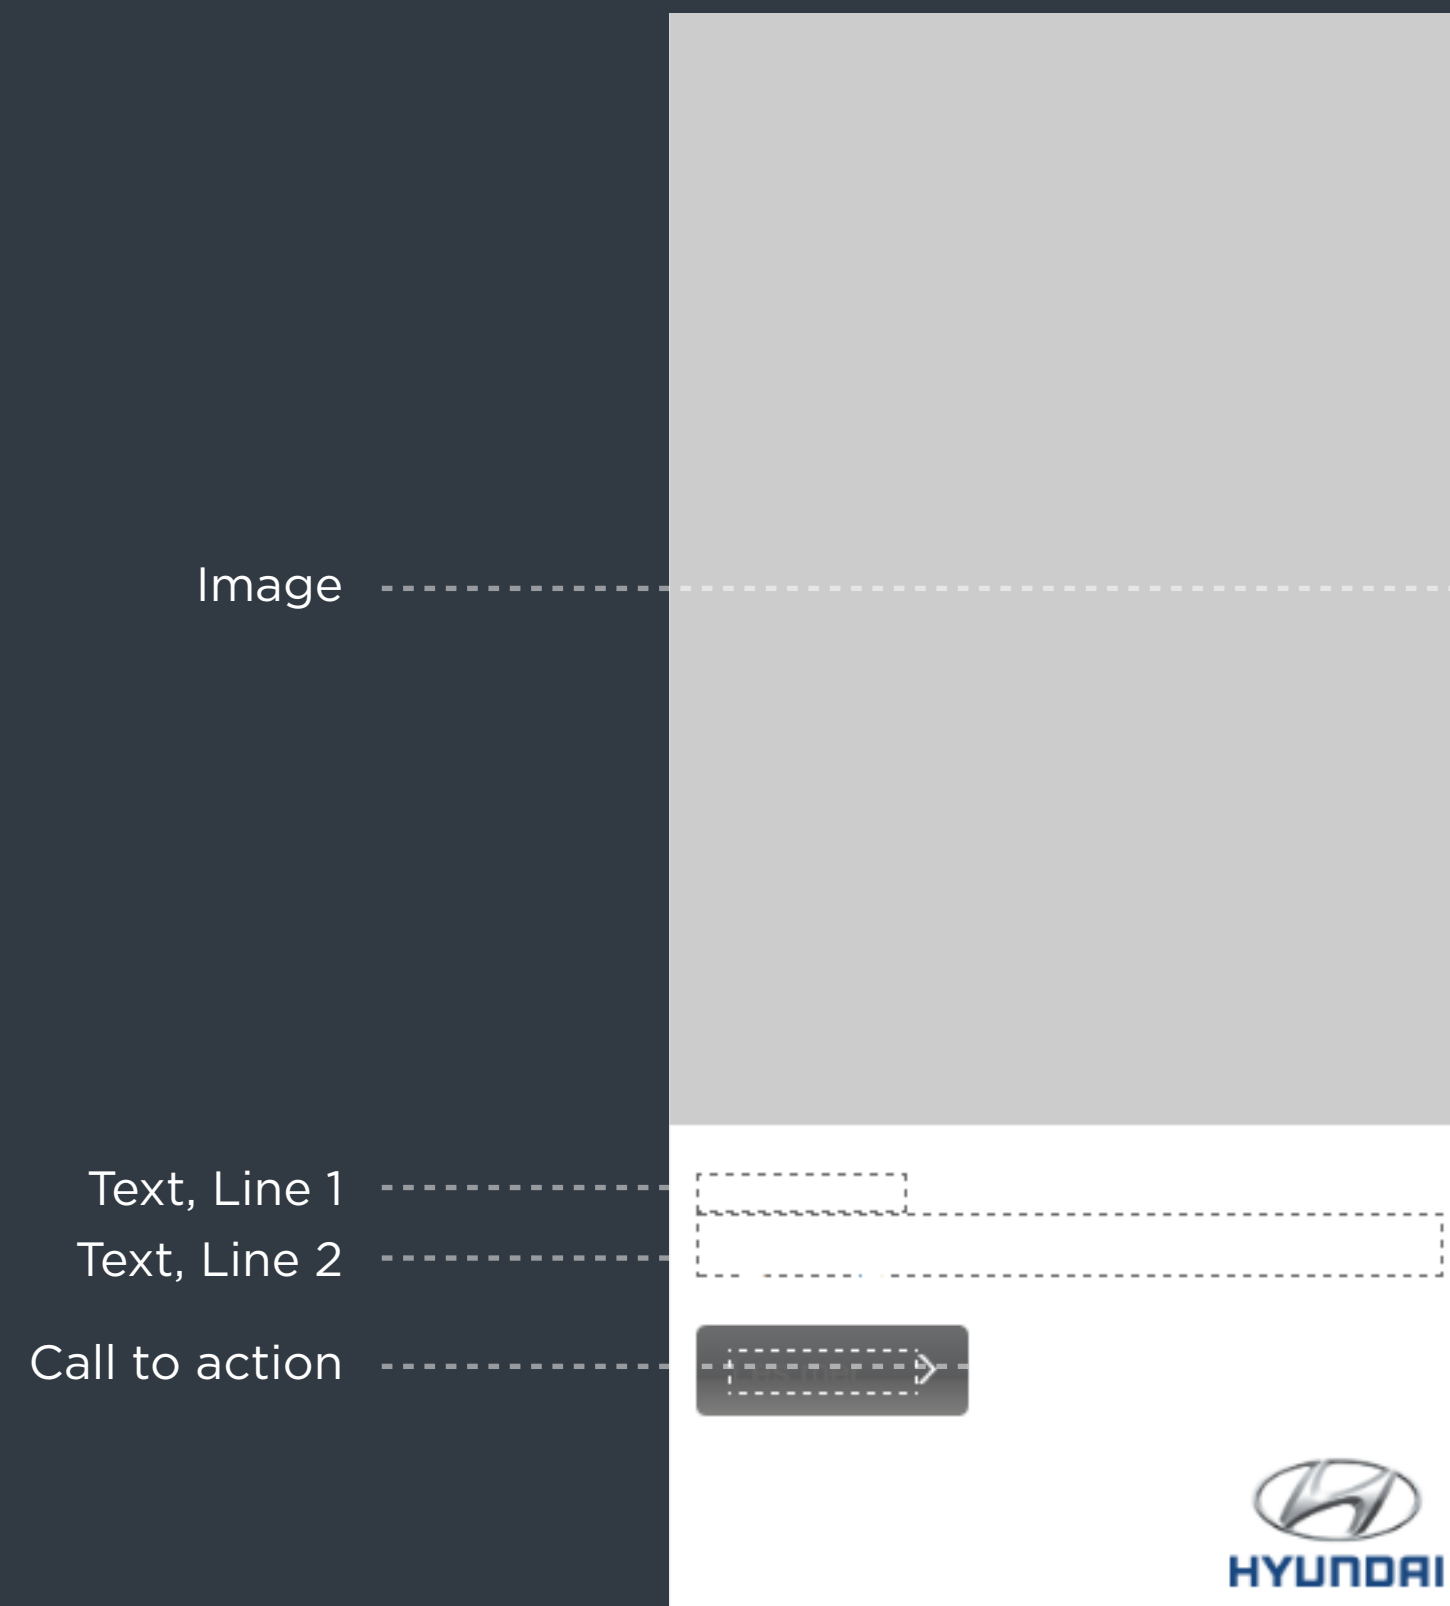 Image
Text, Line 1
Text, Line 2
Call to action
HYUNDAI